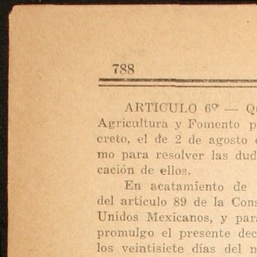 788
ARTICULO 6º — Q
Agricultura y Fomento p
creto, el de 2 de agosto
mo para resolver las dud
cación de ellos.
En acatamiento de
del artículo 89 de la Cons
Unidos Mexicanos, y par
promulgo el presente dec
los veintisiete días del m